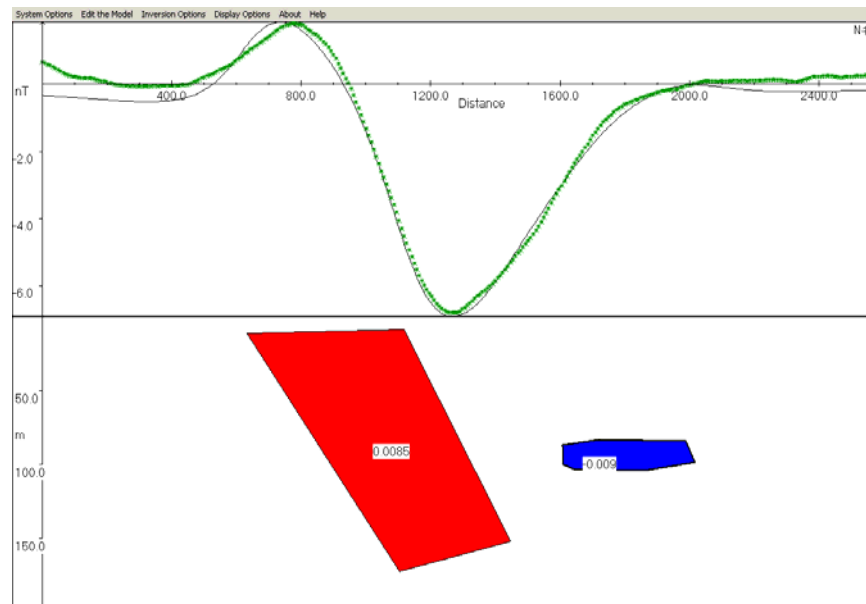 System Options Edit the Model Inversion Options Display Options About Help
nT
400.0 800.0 1200.0 1600.0 2000.0 2400.0
Distance
-2.0
-4.0
-6.0
50.0
m
0.0085
-0.009
100.0
150.0